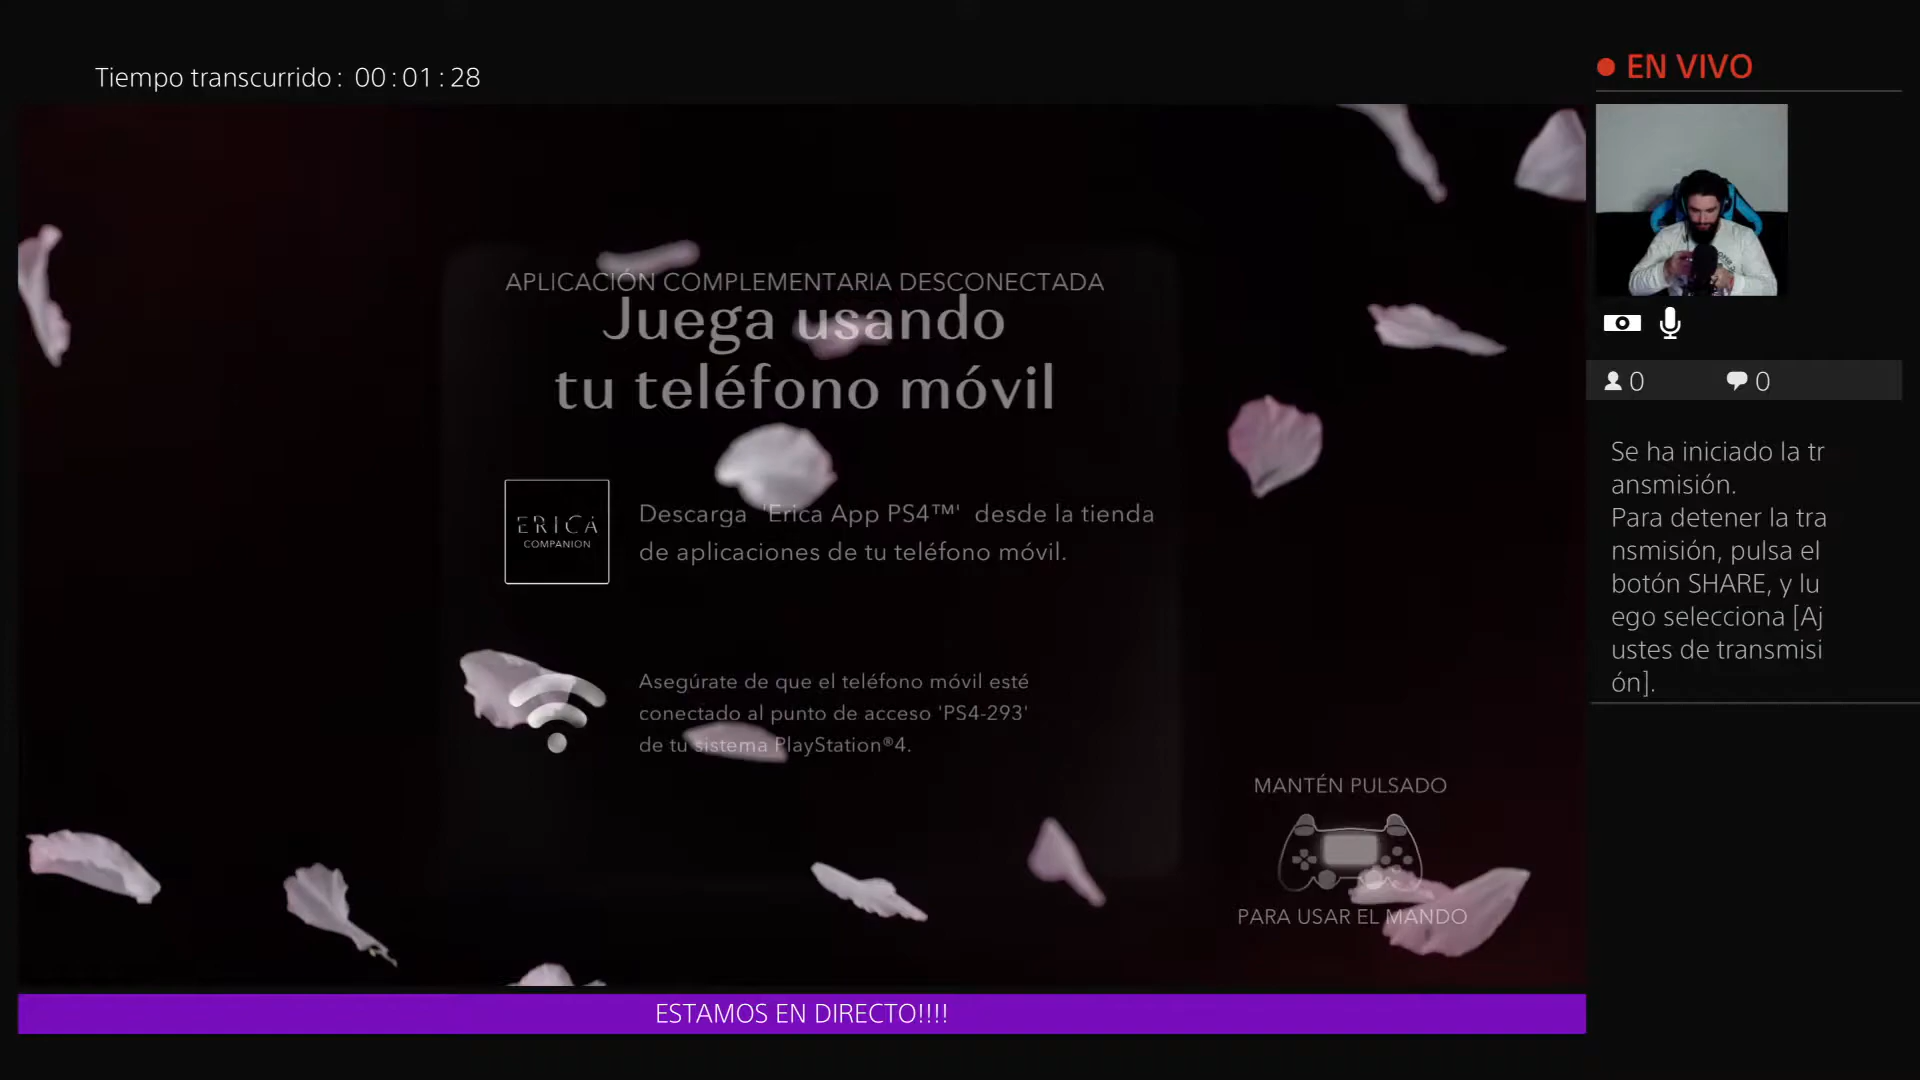 Tiempo transcurrido: 00:01:28
EN VIVO
APLICACIÓN COMPLEMENTARIA DESCONECTADA
Juega usando
tu teléfono móvil
ERICA
COMPANION
Descarga 'Erica App PS4™' desde la tienda
de aplicaciones de tu teléfono móvil.
Asegúrate de que el teléfono móvil esté
conectado al punto de acceso 'PS4-293'
de tu sistema PlayStation®4.
MANTÉN PULSADO
PARA USAR EL MANDO
0
0
Se ha iniciado la tr
ansmisión.
Para detener la tra
nsmisión, pulsa el
botón SHARE, y lu
ego selecciona [Aj
ustes de transmisi
ón].
ESTAMOS EN DIRECTO!!!!